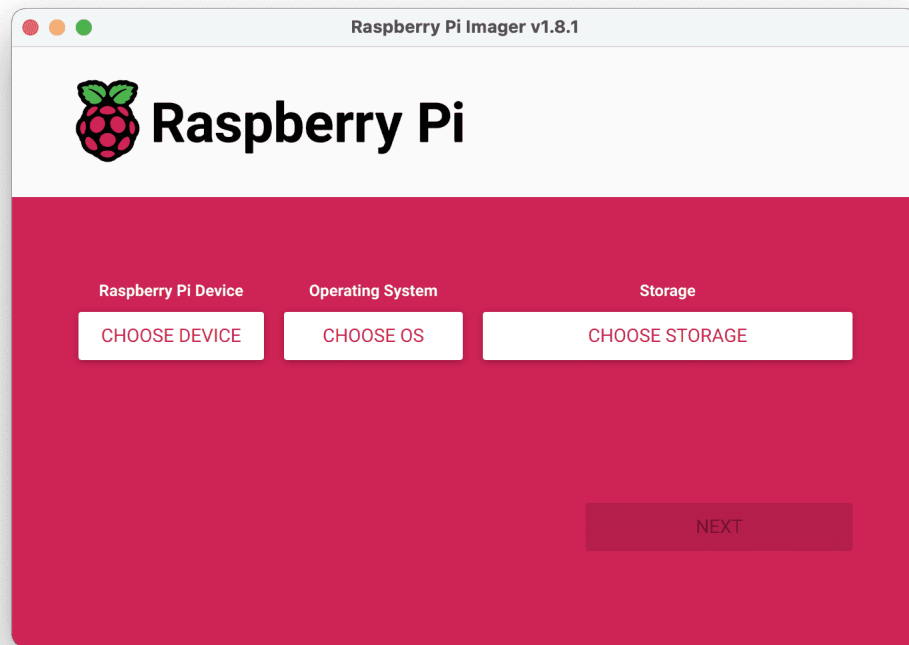 Raspberry Pi Imager v1.8.1
Raspberry Pi
Raspberry Pi Device
Operating System
Storage
CHOOSE DEVICE
CHOOSE OS
CHOOSE STORAGE
NEXT